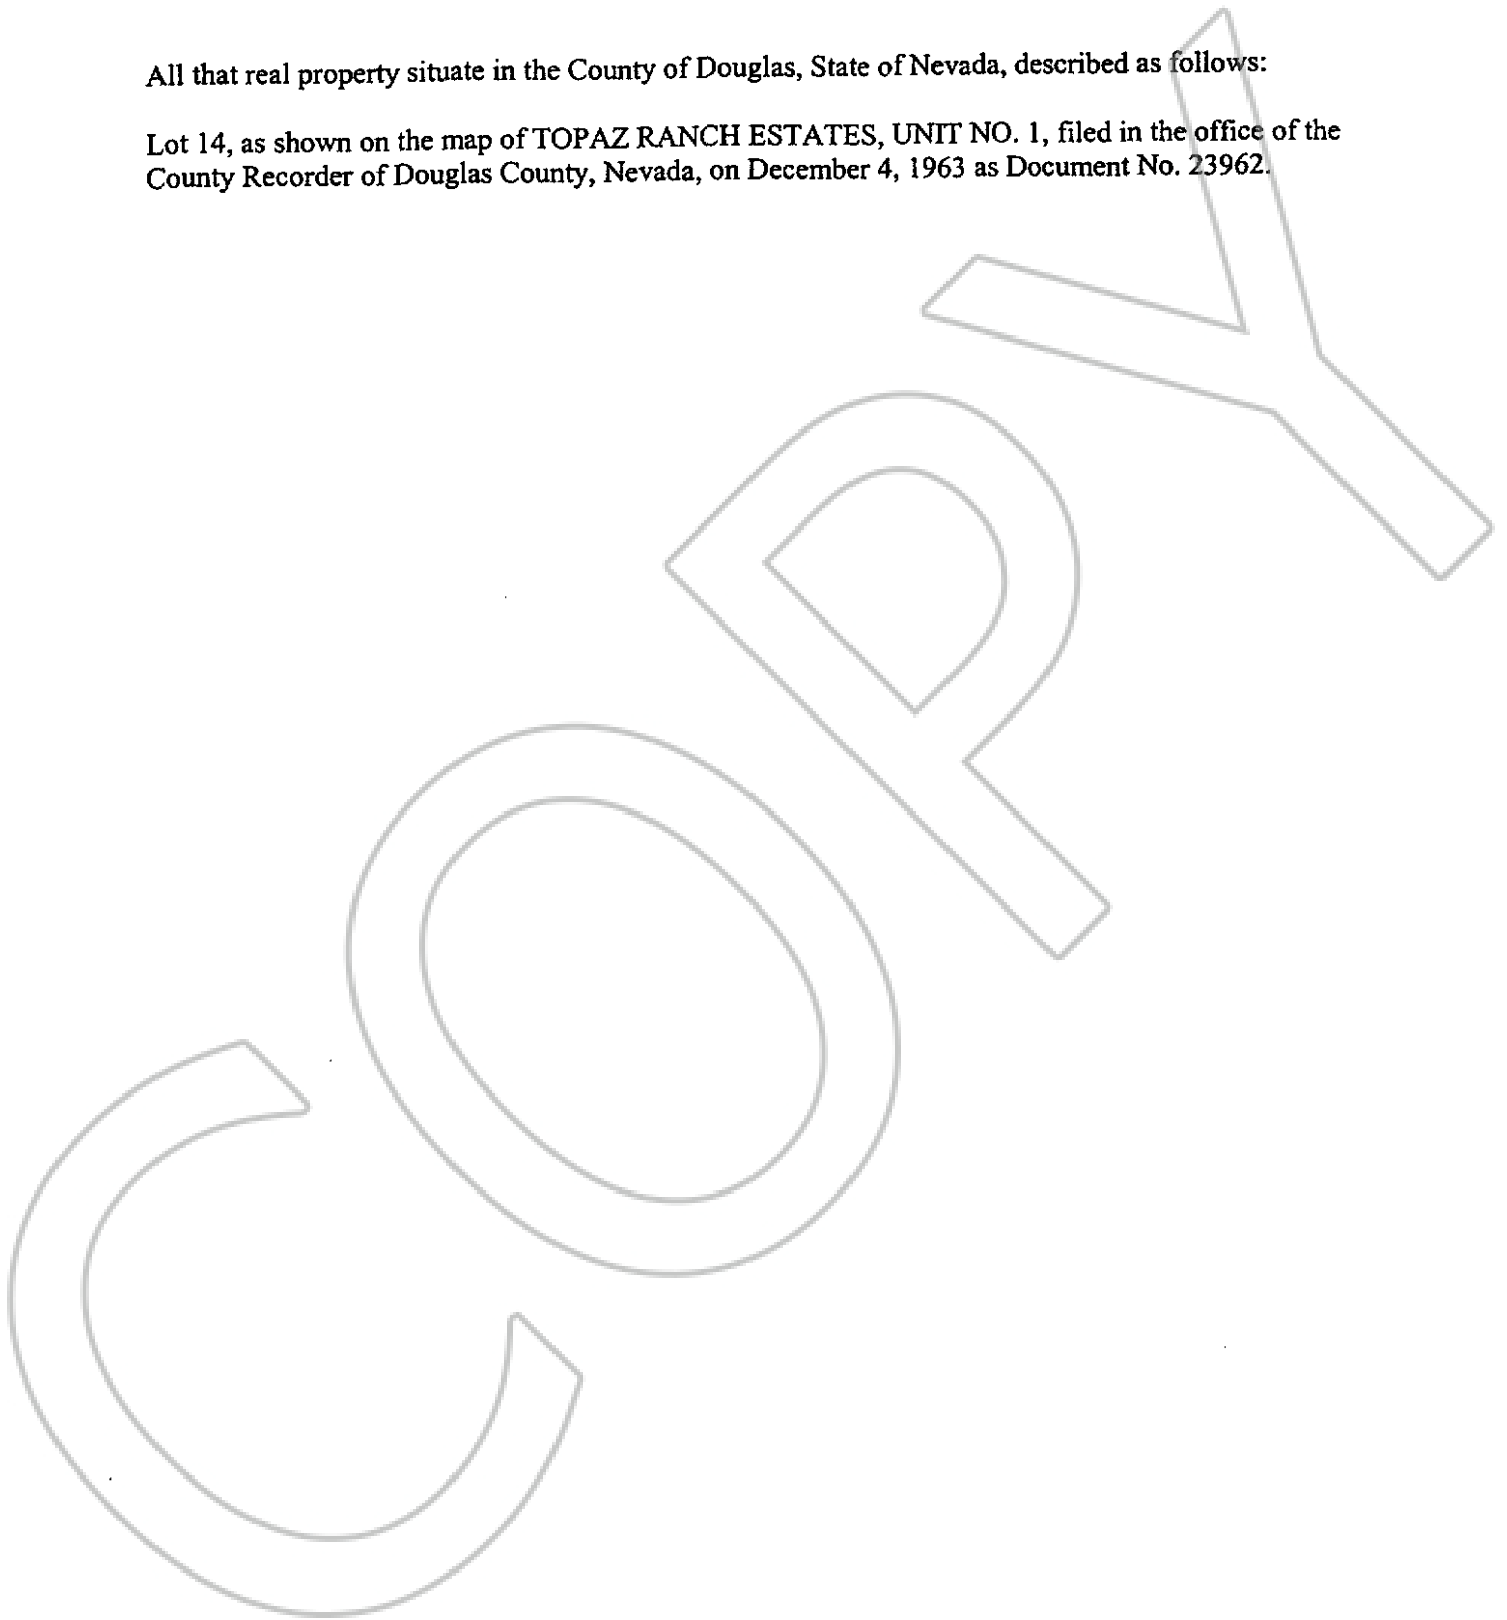 All that real property situate in the County of Douglas, State of Nevada, described as follows:
Lot 14, as shown on the map of TOPAZ RANCH ESTATES, UNIT NO. 1, filed in the office of the
County Recorder of Douglas County, Nevada, on December 4, 1963 as Document No. 23962.
COPY